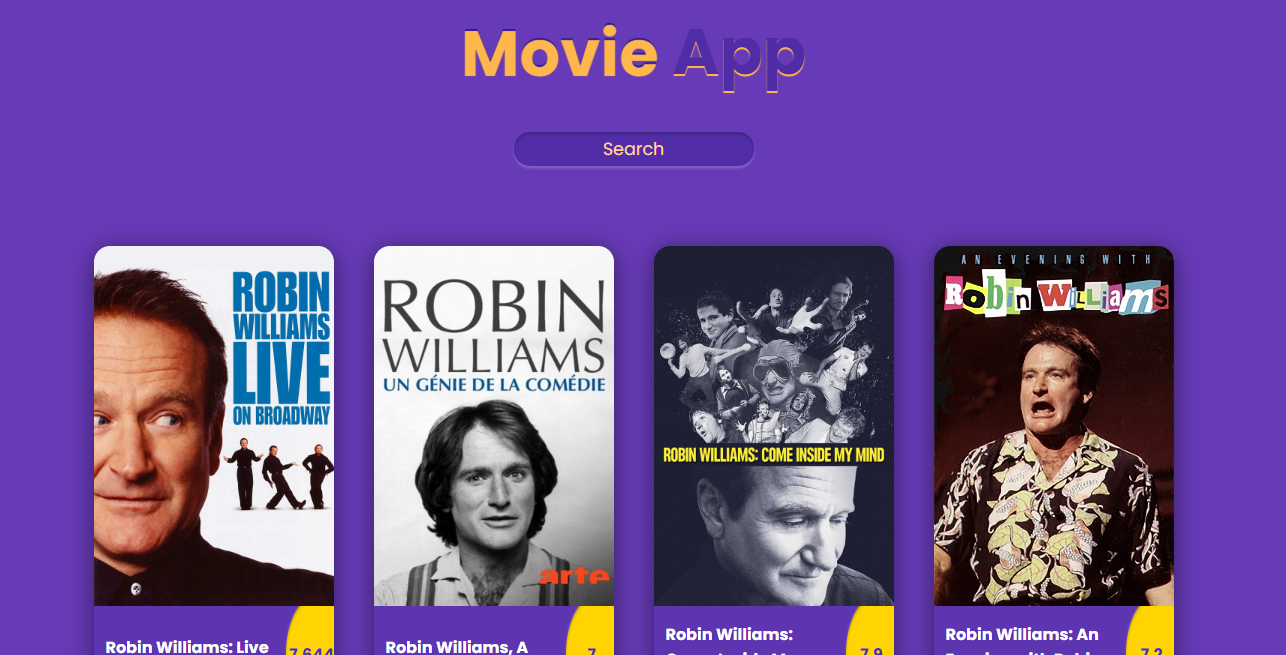 Movie App
Search
ROBIN
WILLIAMS
LIVE
ON BROADWAY
ROBIN
WILLIAMS
UN GÉNIE DE LA COMÉDIE
arte
ROBIN WILLIAMS: COME INSIDE MY MIND
AN EVENING WITH
Robin Williams
Robin Williams: Live
7.644
Robin Williams, A
7
Robin Williams:
7.9
Robin Williams: An
7.2